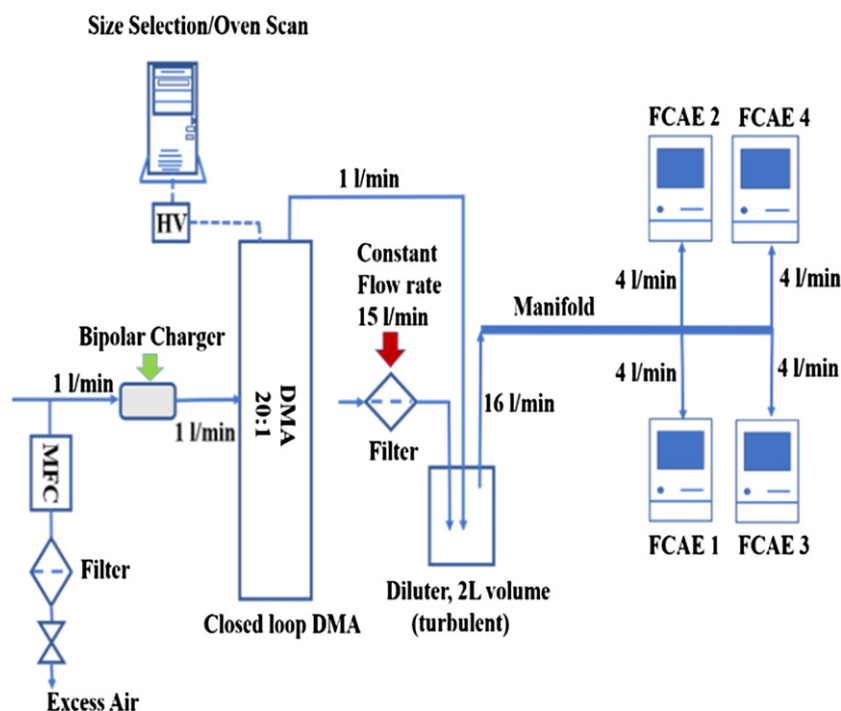 Size Selection/Oven Scan
HV
FCAE 2
FCAE 4
1 l/min
Constant
Flow rate
15 l/min
4 l/min
4 l/min
Manifold
Bipolar Charger
1 l/min
1 l/min
DMA
20:1
4 l/min
4 l/min
16 l/min
Filter
MFC
Filter
FCAE 1
FCAE 3
Diluter, 2L volume
(turbulent)
Closed loop DMA
Excess Air